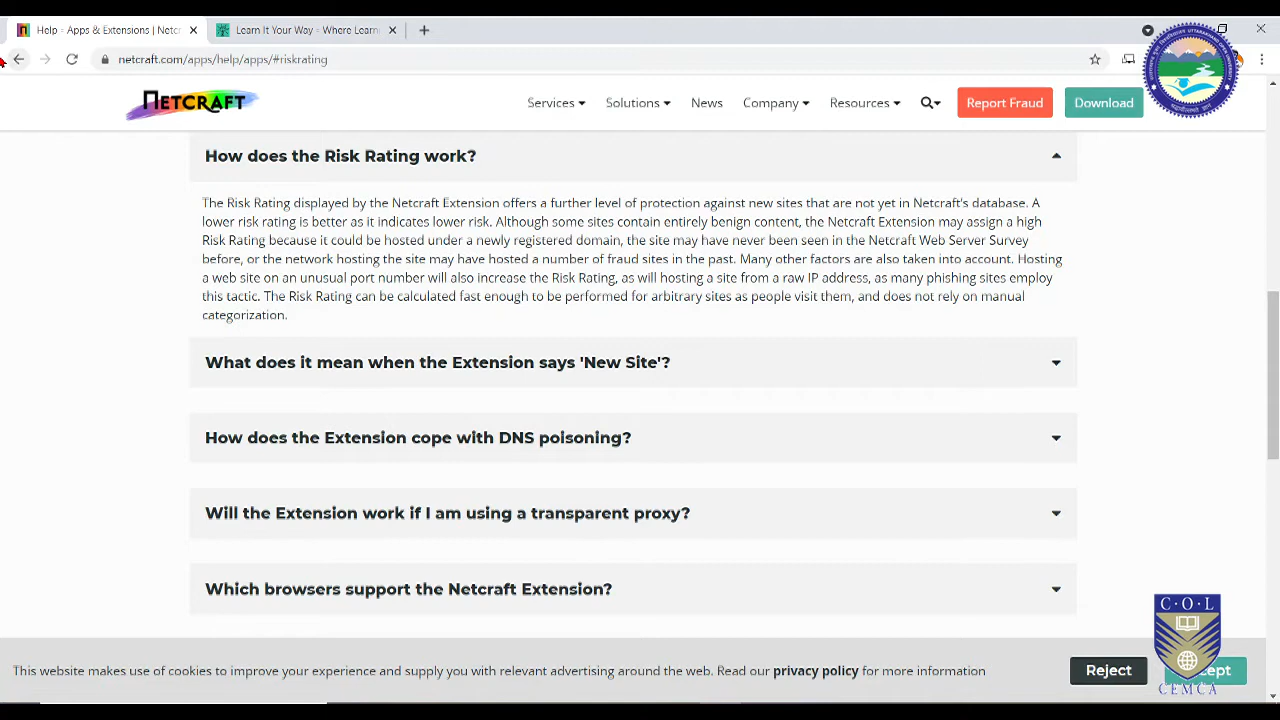 Help - Apps & Extensions | Netcr
Learn It Your Way - Where Learn
netcraft.com/apps/help/apps/#riskrating
NETCRAFT
Services
Solutions
News
Company
Resources
Report Fraud
Download
How does the Risk Rating work?
The Risk Rating displayed by the Netcraft Extension offers a further level of protection against new sites that are not yet in Netcraft's database. A
lower risk rating is better as it indicates lower risk. Although some sites contain entirely benign content, the Netcraft Extension may assign a high
Risk Rating because it could be hosted under a newly registered domain, the site may have never been seen in the Netcraft Web Server Survey
before, or the network hosting the site may have hosted a number of fraud sites in the past. Many other factors are also taken into account. Hosting
a web site on an unusual port number will also increase the Risk Rating, as will hosting a site from a raw IP address, as many phishing sites employ
this tactic. The Risk Rating can be calculated fast enough to be performed for arbitrary sites as people visit them, and does not rely on manual
categorization.
What does it mean when the Extension says 'New Site'?
How does the Extension cope with DNS poisoning?
Will the Extension work if I am using a transparent proxy?
Which browsers support the Netcraft Extension?
This website makes use of cookies to improve your experience and supply you with relevant advertising around the web. Read our privacy policy for more information
Reject
cept
C·O·L
CEMCA